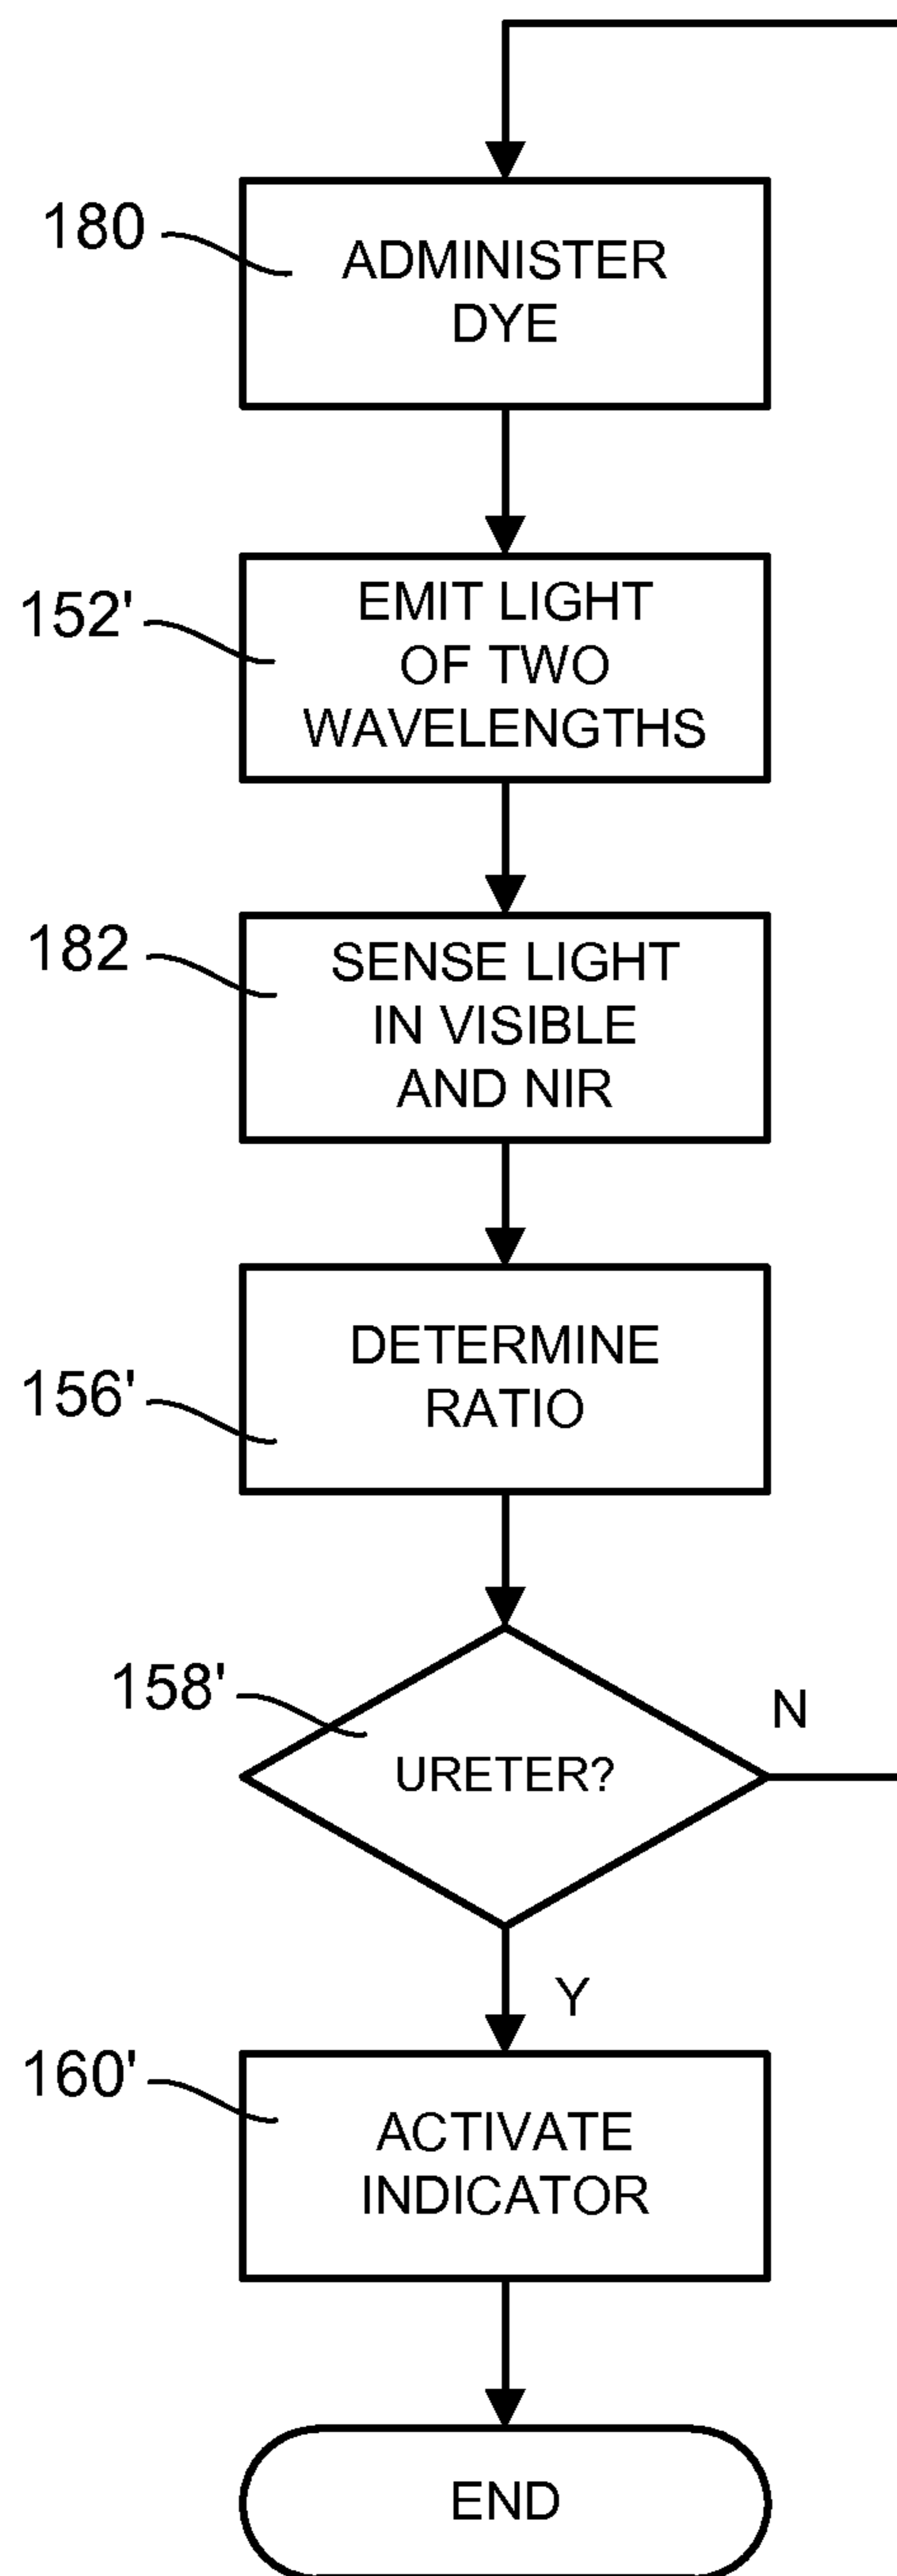 180
ADMINISTER
DYE
152'
EMIT LIGHT
OF TWO
WAVELENGTHS
182
SENSE LIGHT
IN VISIBLE
AND NIR
156'
DETERMINE
RATIO
158'
URETER?
N
Y
160'
ACTIVATE
INDICATOR
END